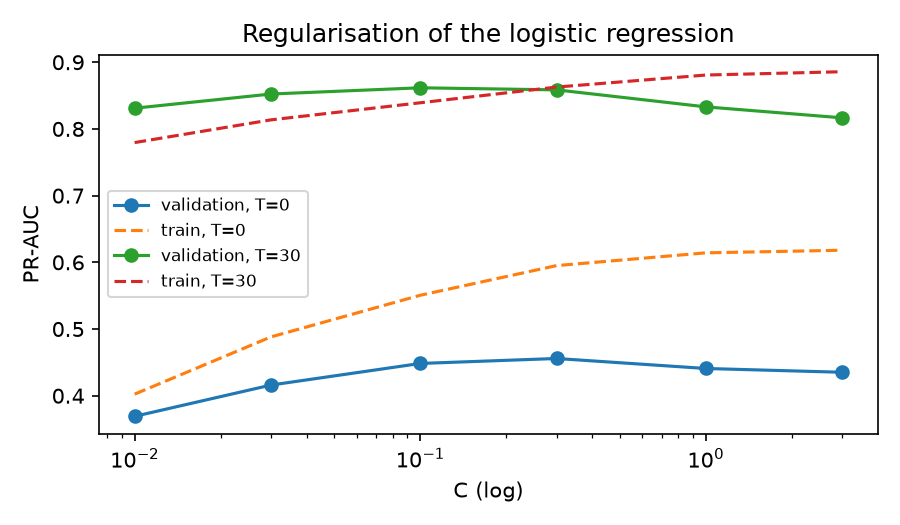 Regularisation of the logistic regression
PR-AUC
0.9
0.8
0.7
0.6
0.5
0.4
validation, T=0
train, T=0
validation, T=30
train, T=30
10⁻²
10⁻¹
10⁰
C (log)